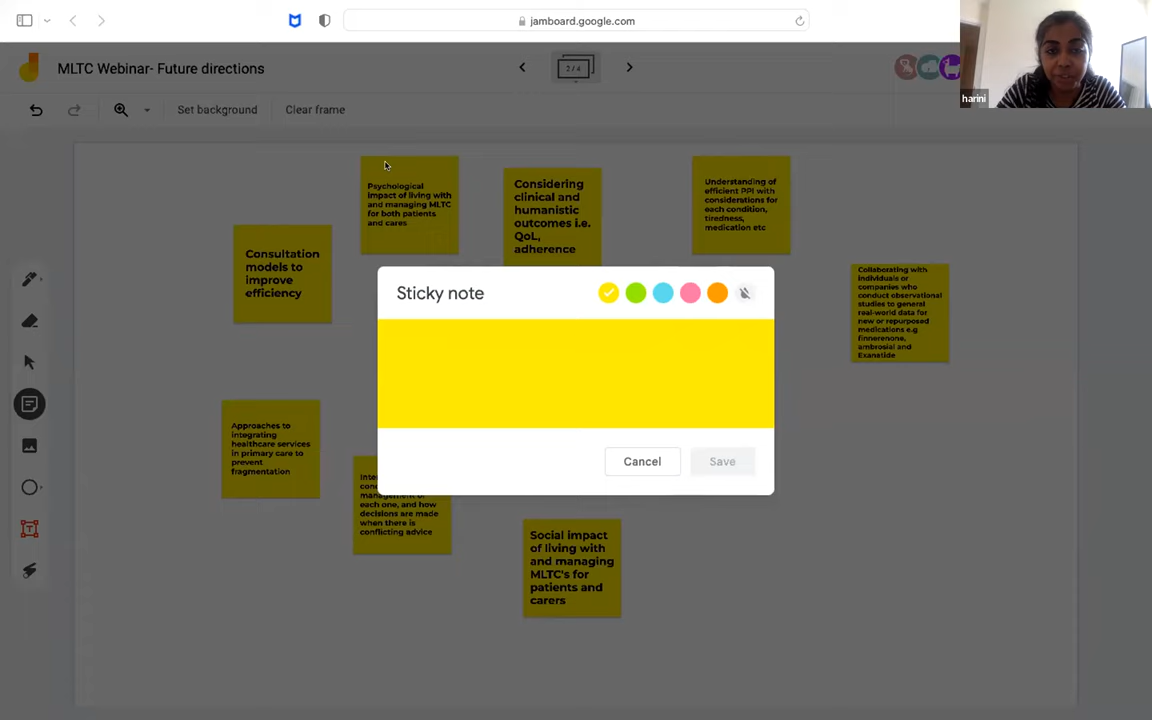 jamboard.google.com
MLTC Webinar- Future directions
2 / 4
harini
Set background
Clear frame
Psychological
impact of living with
and managing MLTC
for both patients
and cares
Considering
clinical and
humanistic
outcomes i.e.
QoL,
adherence
Understanding of
efficient PPI with
considerations for
each condition,
tiredness,
medication etc
Consultation
models to
improve
efficiency
Collaborating with
individuals or
companies who
conduct observational
studies to general
real-world data for
new or repurposed
medications e.g
finnerenone,
ambrosial and
Exanatide
Sticky note
Cancel
Save
Approaches to
integrating
healthcare services
in primary care to
prevent
fragmentation
each one, and how
decisions are made
when there is
conflicting advice
Social impact
of living with
and managing
MLTC's for
patients and
carers